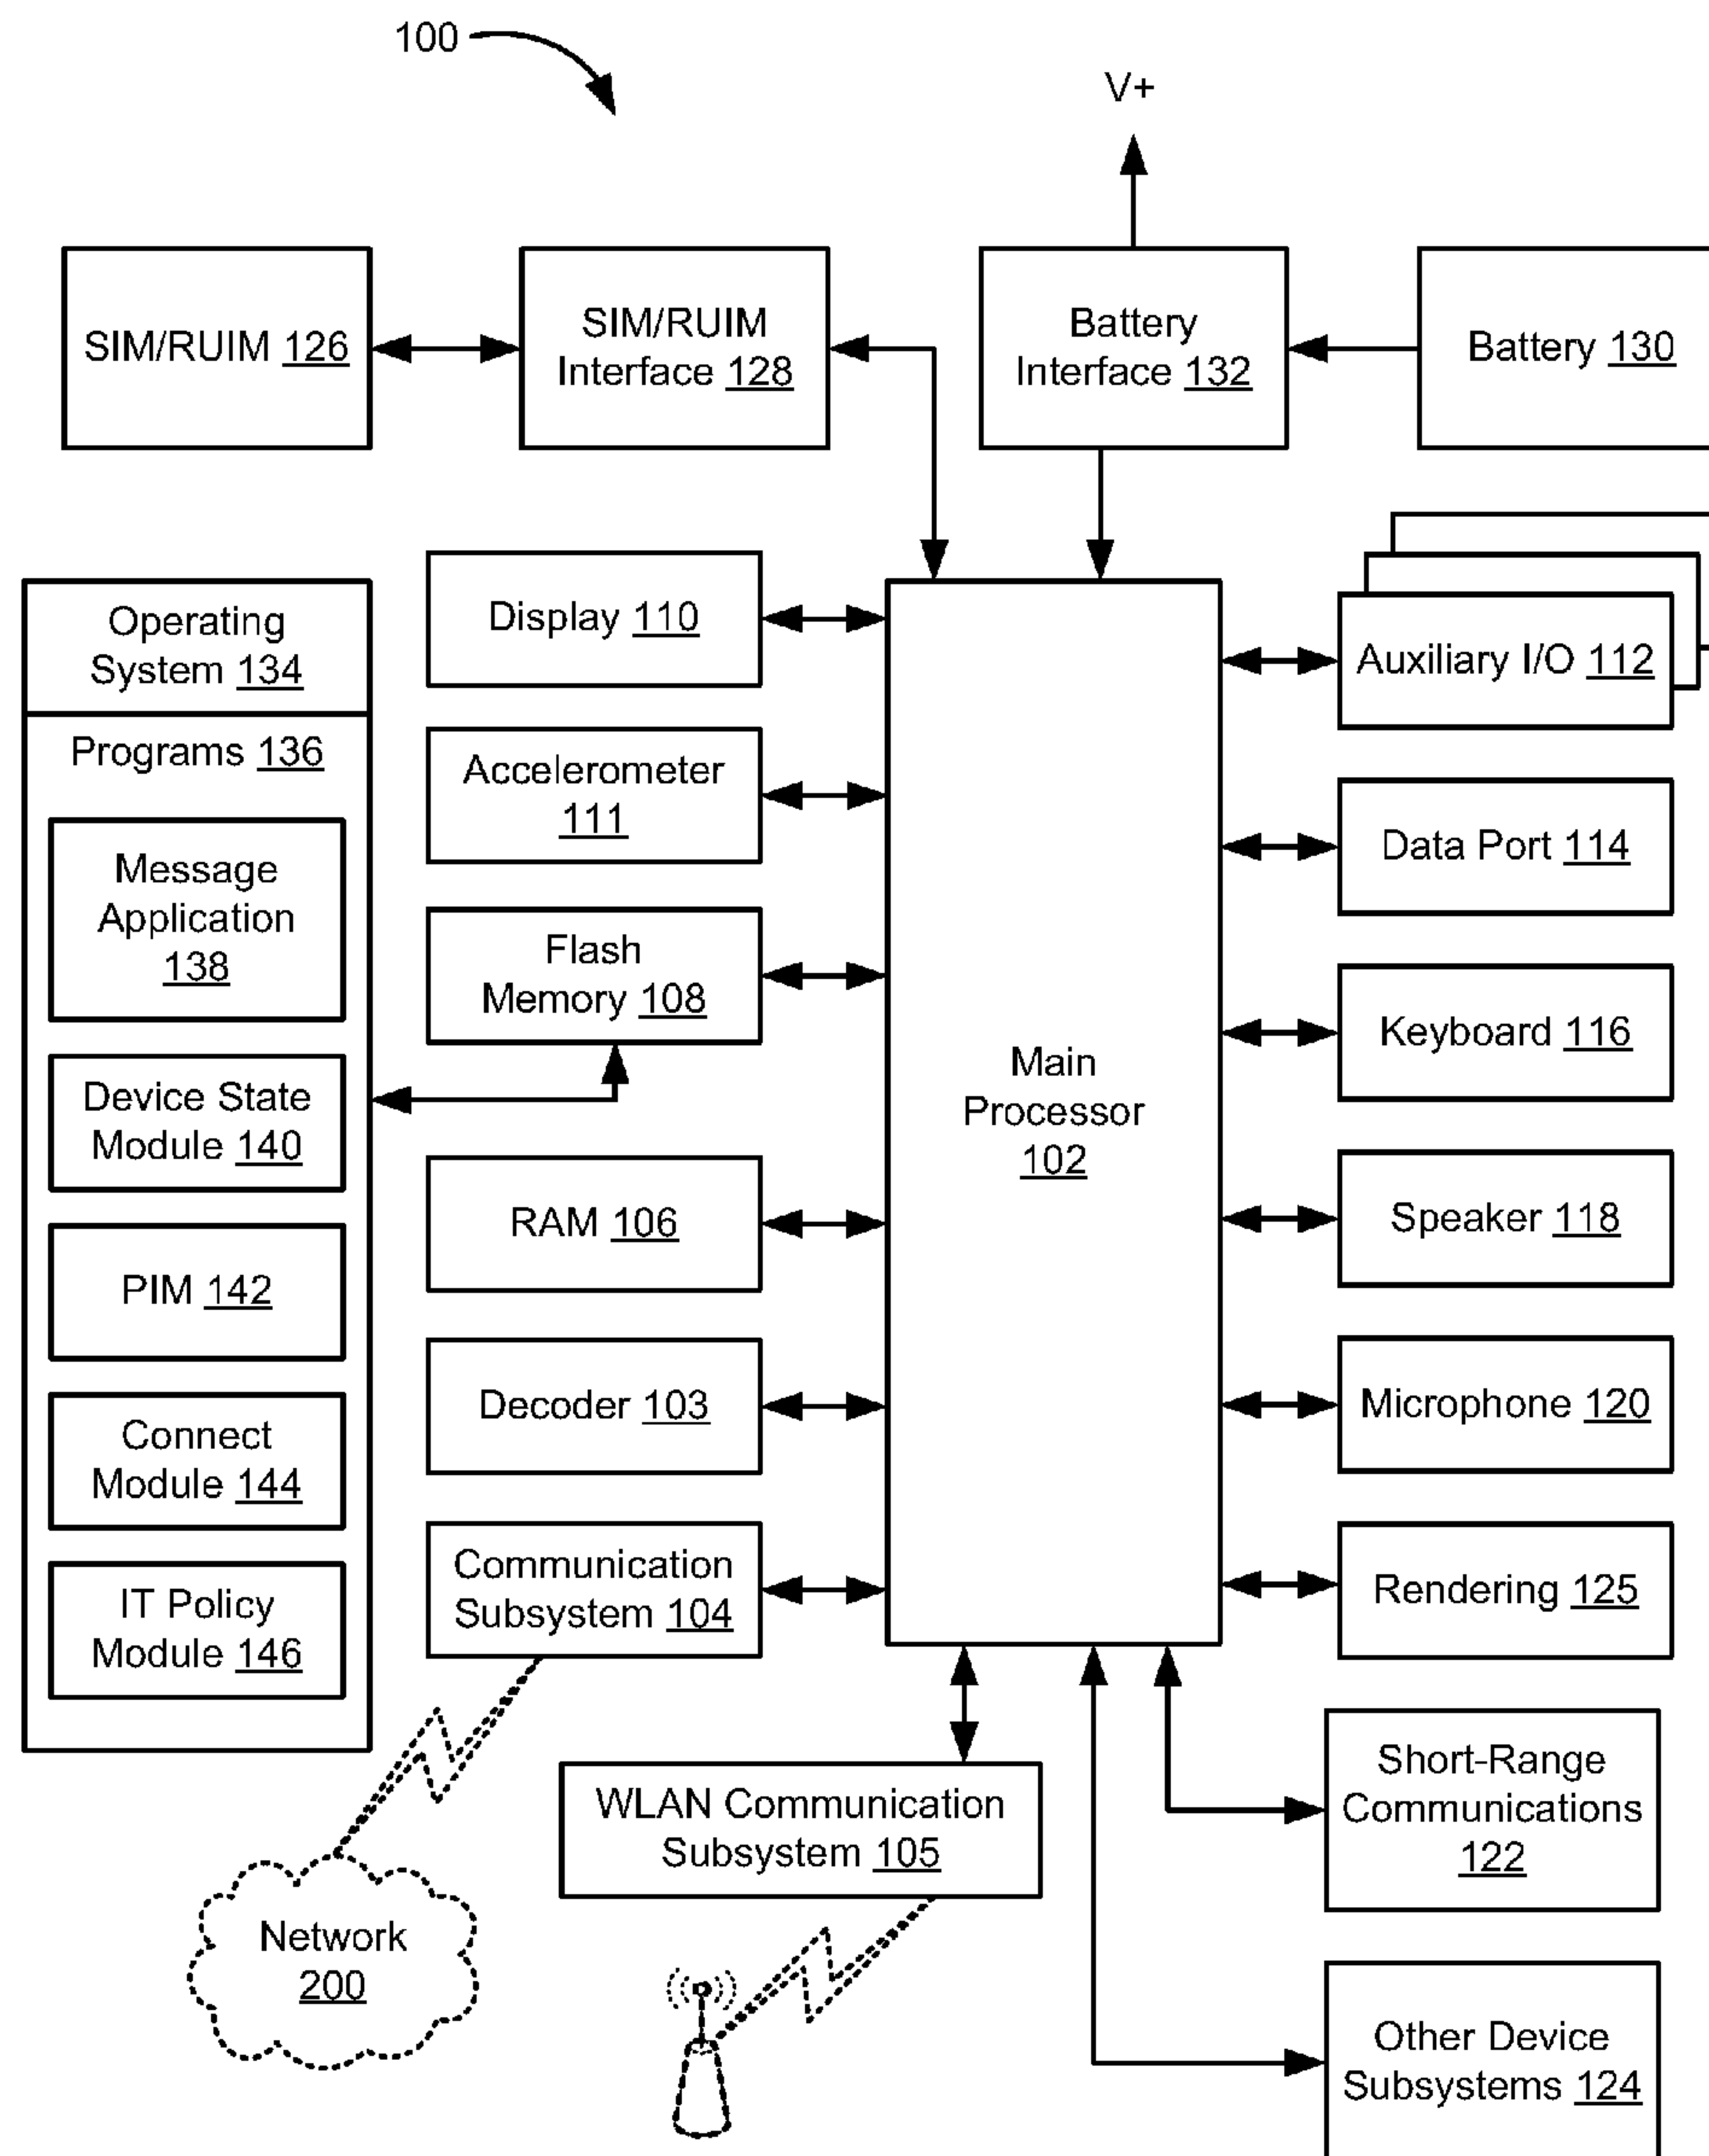 100
V+
SIM/RUIM 126
SIM/RUIM
Interface 128
Battery
Interface 132
Battery 130
Operating
System 134
Programs 136
Message
Application
138
Device State
Module 140
PIM 142
Connect
Module 144
IT Policy
Module 146
Display 110
Accelerometer
111
Flash
Memory 108
RAM 106
Decoder 103
Communication
Subsystem 104
Main
Processor
102
Auxiliary I/O 112
Data Port 114
Keyboard 116
Speaker 118
Microphone 120
Rendering 125
Short-Range
Communications
122
WLAN Communication
Subsystem 105
Network
200
Other Device
Subsystems 124